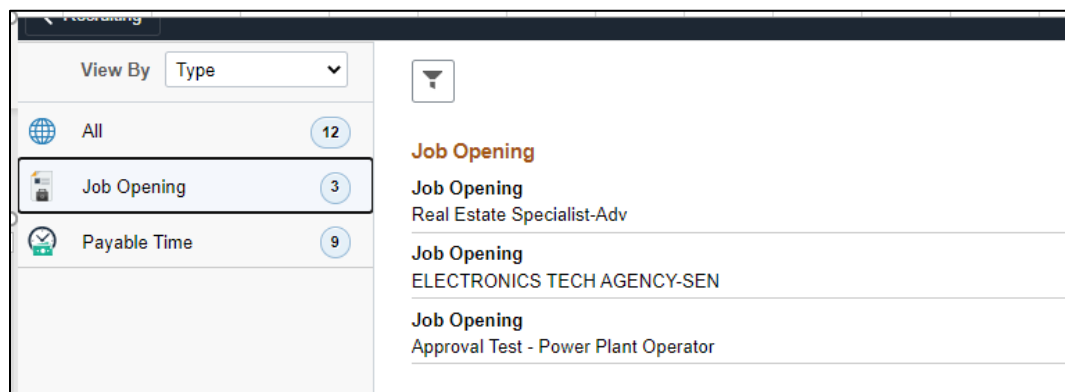 Recruiting
View By Type
All 12
Job Opening 3
Payable Time 9
Job Opening
Job Opening
Real Estate Specialist-Adv
Job Opening
ELECTRONICS TECH AGENCY-SEN
Job Opening
Approval Test - Power Plant Operator